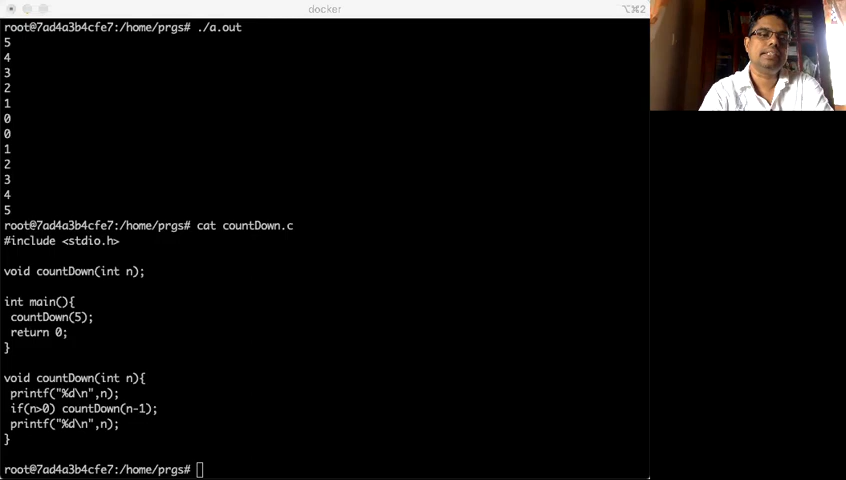 docker
⌥⌘2
root@7ad4a3b4cfe7:/home/prgs# ./a.out
5
4
3
2
1
0
0
1
2
3
4
5
root@7ad4a3b4cfe7:/home/prgs# cat countDown.c
#include <stdio.h>
void countDown(int n);
int main(){
 countDown(5);
 return 0;
}
void countDown(int n){
 printf("%d\n",n);
 if(n>0) countDown(n-1);
 printf("%d\n",n);
}
root@7ad4a3b4cfe7:/home/prgs#